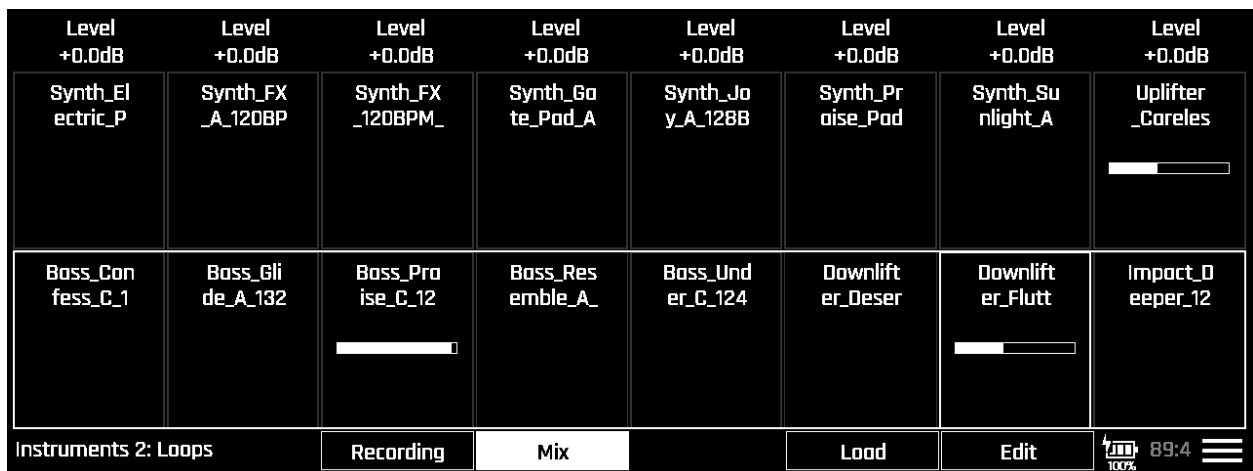 Level Level Level Level Level Level Level Level
+0.0dB +0.0dB +0.0dB +0.0dB +0.0dB +0.0dB +0.0dB +0.0dB
Synth_El Synth_FX Synth_FX Synth_Ga Synth_Jo Synth_Pr Synth_Su Uplifter
ectric_P _A_120BP _120BPM_ te_Pad_A y_A_128B aise_Pad nlight_A _Careles
Bass_Con Bass_Gli Bass_Pra Bass_Res Bass_Und Downlift Downlift Impact_D
fess_C_1 de_A_132 ise_C_12 emble_A_ er_C_124 er_Deser er_Flutt eeper_12
Instruments 2: Loops Recording Mix Load Edit 89:4
100%